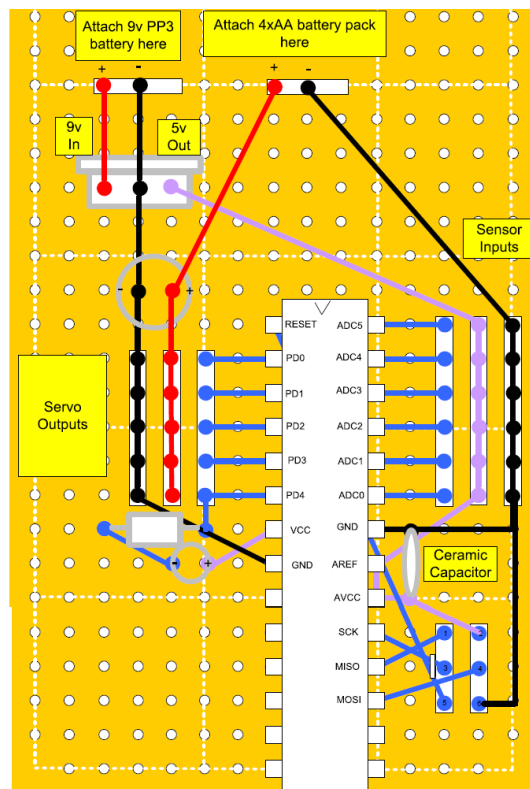 Attach 9v PP3
battery here
Attach 4xAA battery pack
here
+
-
+
-
9v
In
5v
Out
Sensor
Inputs
-
+
RESET
ADC5
PD0
ADC4
PD1
ADC3
Servo
Outputs
PD2
ADC2
PD3
ADC1
PD4
ADC0
VCC
GND
-
+
GND
AREF
Ceramic
Capacitor
AVCC
SCK
1
2
MISO
3
4
MOSI
5
6